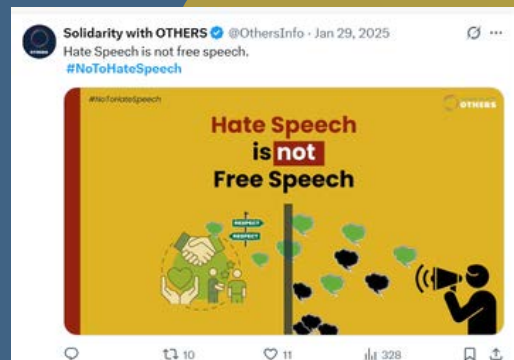 Solidarity with OTHERS @OthersInfo · Jan 29, 2025
Hate Speech is not free speech.
#NoToHateSpeech
#NoToHateSpeech
OTHERS
Hate Speech
is not
Free Speech
RESPECT
RESPECT
10
11
328